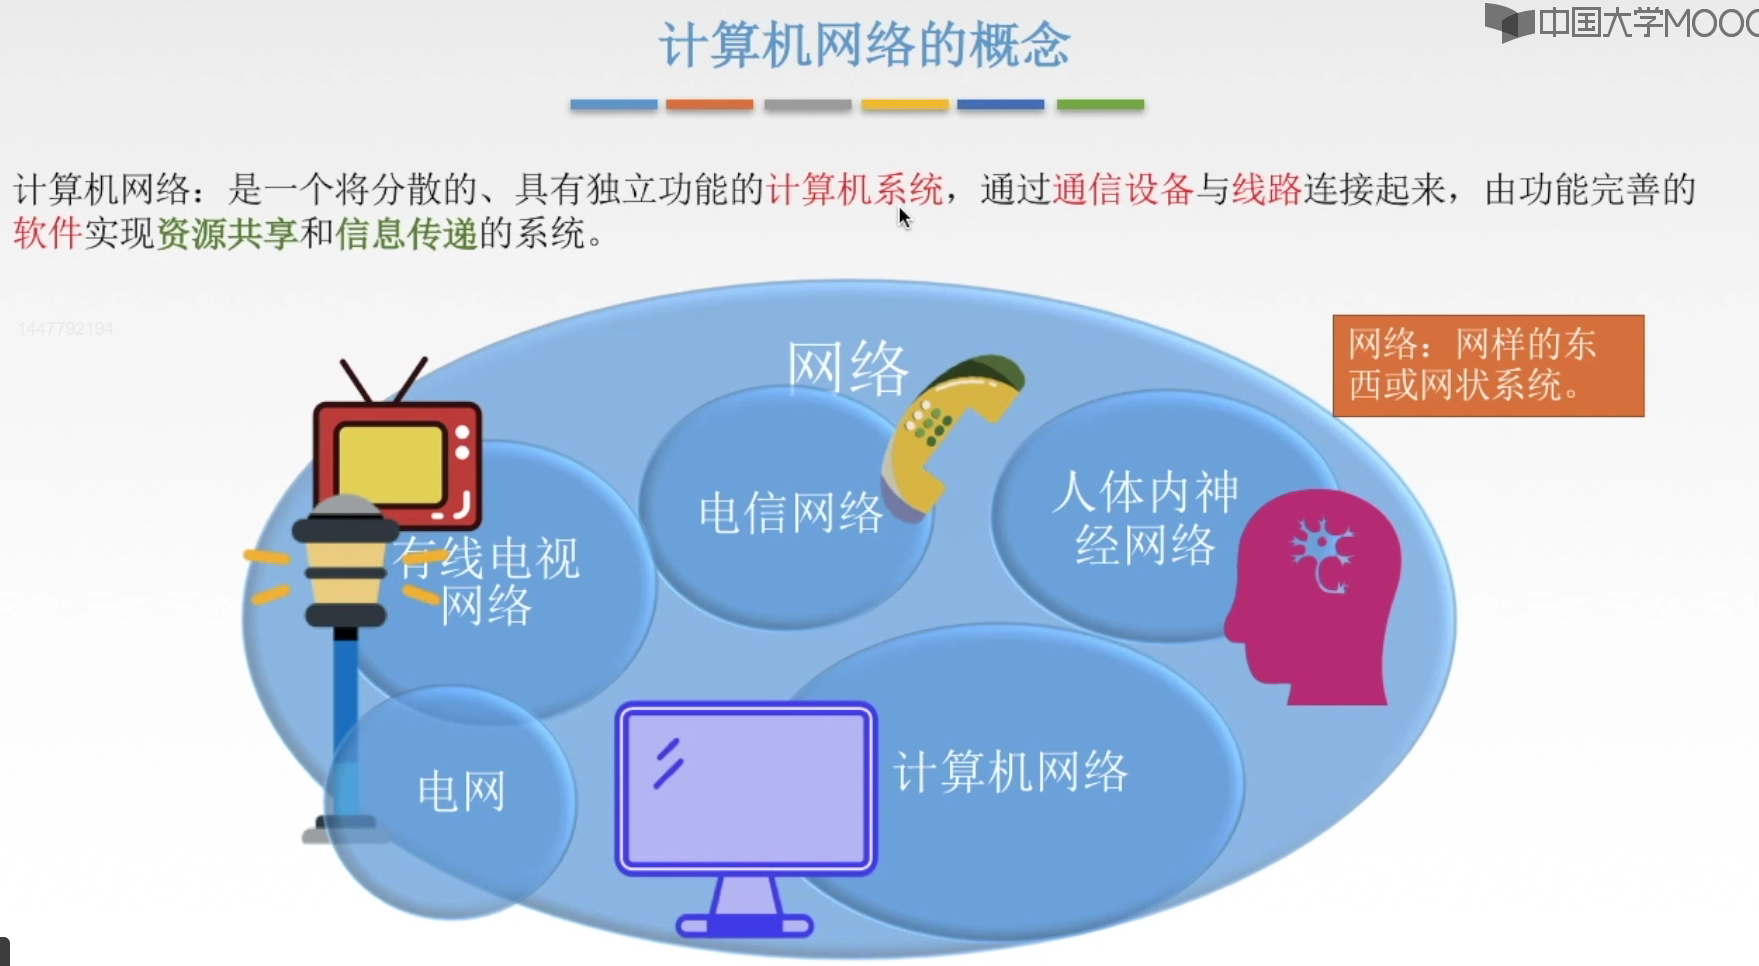 中国大学MOOC
计算机网络的概念
计算机网络：是一个将分散的、具有独立功能的计算机系统，通过通信设备与线路连接起来，由功能完善的
软件实现资源共享和信息传递的系统。
1447792194
网络
网络：网样的东
西或网状系统。
电信网络
人体内神
经网络
有线电视
网络
电网
计算机网络